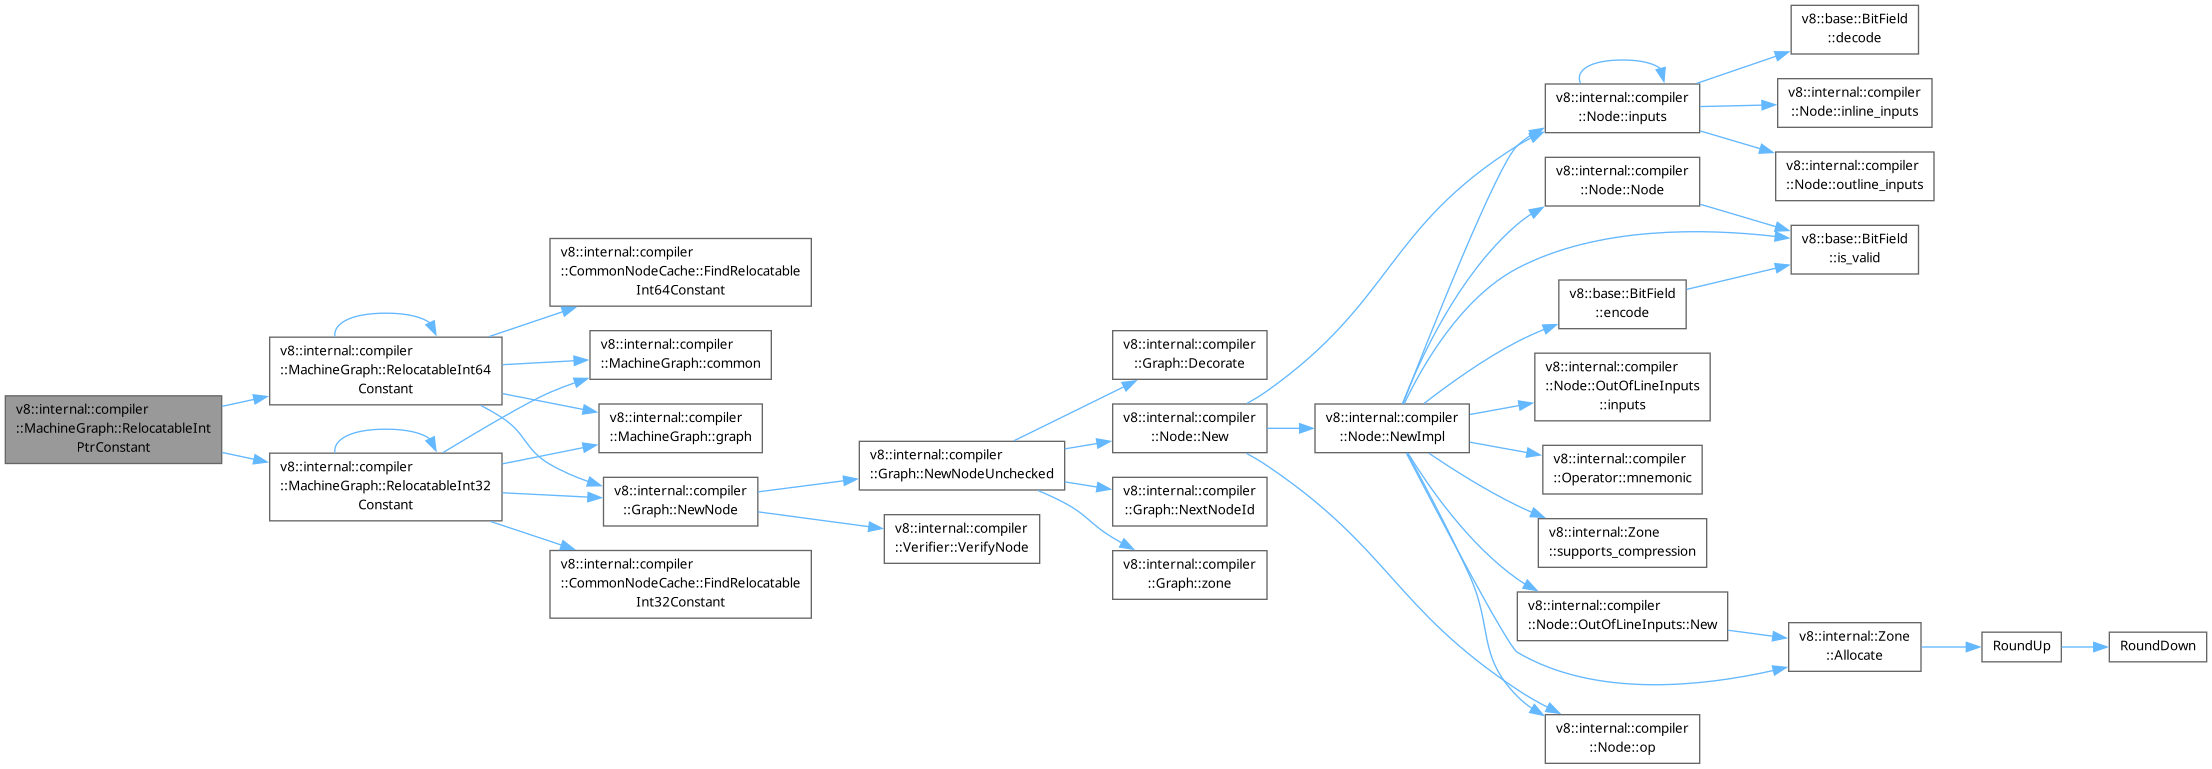 v8::internal::compiler
::MachineGraph::RelocatableInt
PtrConstant
v8::internal::compiler
::MachineGraph::RelocatableInt64
Constant
v8::internal::compiler
::MachineGraph::RelocatableInt32
Constant
v8::internal::compiler
::CommonNodeCache::FindRelocatable
Int64Constant
v8::internal::compiler
::MachineGraph::common
v8::internal::compiler
::MachineGraph::graph
v8::internal::compiler
::Graph::NewNode
v8::internal::compiler
::CommonNodeCache::FindRelocatable
Int32Constant
v8::internal::compiler
::Graph::NewNodeUnchecked
v8::internal::compiler
::Verifier::VerifyNode
v8::internal::compiler
::Graph::Decorate
v8::internal::compiler
::Node::New
v8::internal::compiler
::Graph::NextNodeId
v8::internal::compiler
::Graph::zone
v8::internal::compiler
::Node::NewImpl
v8::internal::compiler
::Node::inputs
v8::internal::compiler
::Node::Node
v8::base::BitField
::encode
v8::internal::compiler
::Node::OutOfLineInputs
::inputs
v8::internal::compiler
::Operator::mnemonic
v8::internal::Zone
::supports_compression
v8::internal::compiler
::Node::OutOfLineInputs::New
v8::internal::compiler
::Node::op
v8::base::BitField
::decode
v8::internal::compiler
::Node::inline_inputs
v8::internal::compiler
::Node::outline_inputs
v8::base::BitField
::is_valid
v8::internal::Zone
::Allocate
RoundUp
RoundDown